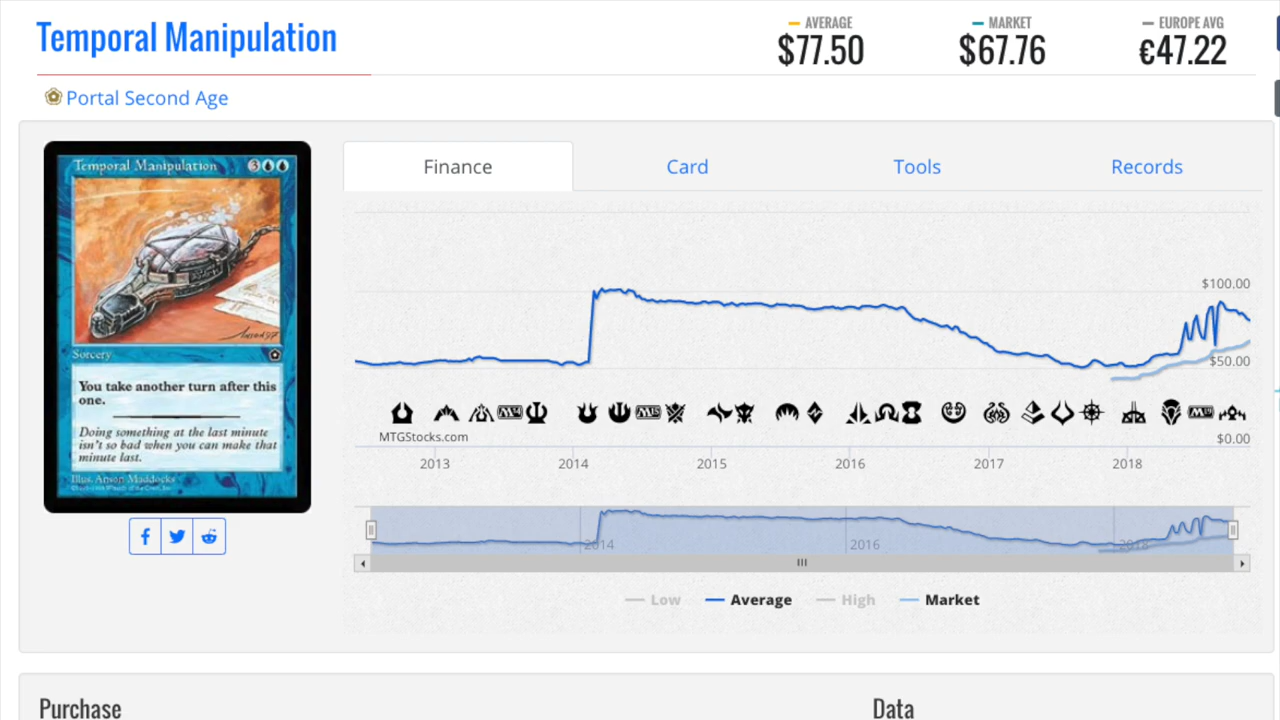 Temporal Manipulation
AVERAGE
$77.50
MARKET
$67.76
EUROPE AVG
€47.22
Portal Second Age
Temporal Manipulation 3
Sorcery
You take another turn after this
one.
Doing something at the last minute
isn't so bad when you can make that
minute last.
Illus. Anson Maddocks
Finance
Card
Tools
Records
$100.00
$50.00
$0.00
MTGStocks.com
2013
2014
2015
2016
2017
2018
2014
2016
2018
Low
Average
High
Market
Purchase
Data